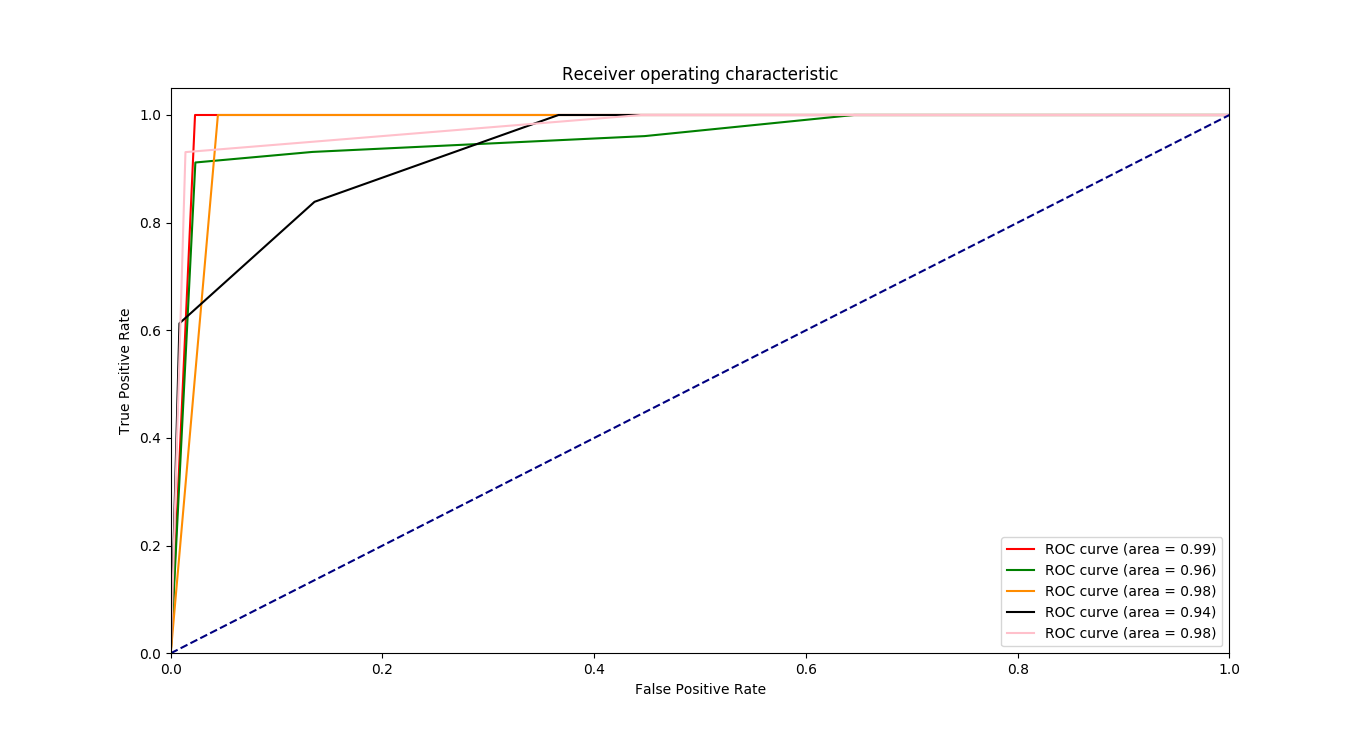 Receiver operating characteristic
1.0
0.8
0.6
0.4
0.2
0.0
True Positive Rate
0.0 0.2 0.4 0.6 0.8 1.0
False Positive Rate
ROC curve (area = 0.99)
ROC curve (area = 0.96)
ROC curve (area = 0.98)
ROC curve (area = 0.94)
ROC curve (area = 0.98)